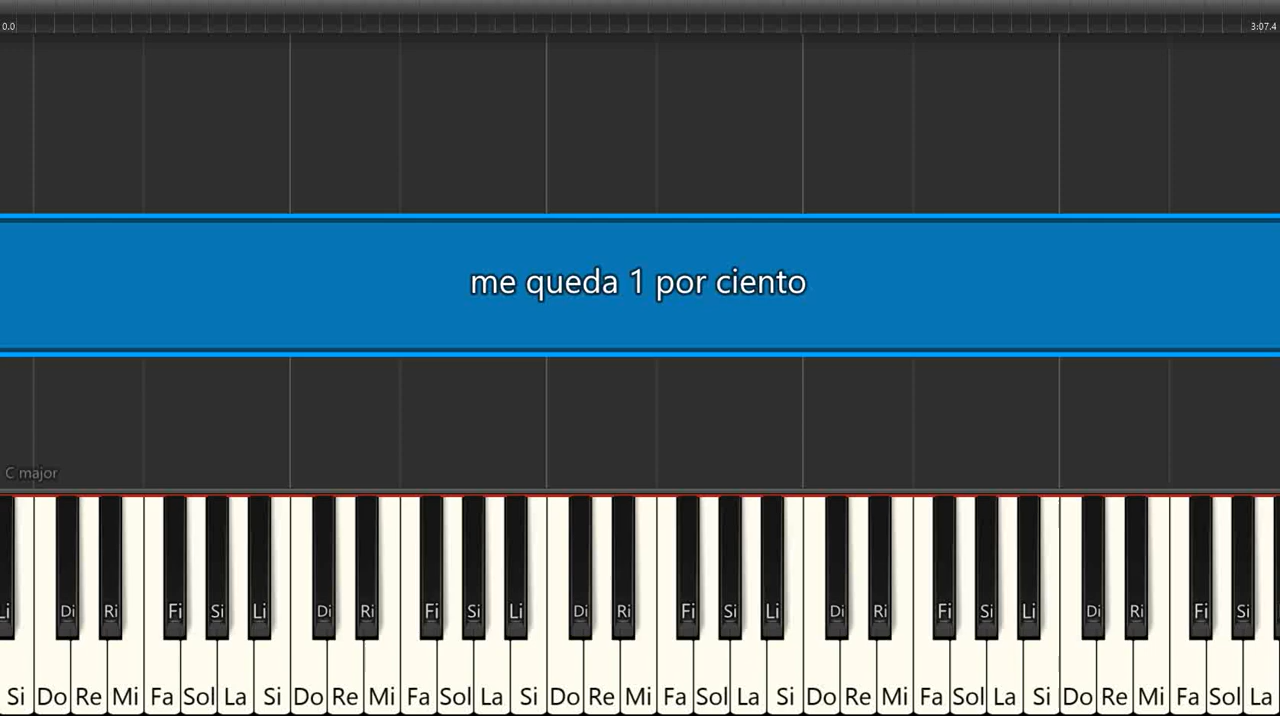 0.0 3:07.4
me queda 1 por ciento
C major
Li Di Ri Fi Si Li Di Ri Fi Si Li Di Ri Fi Si Li Di Ri Fi Si Li Di Ri Fi Si
Si Do Re Mi Fa Sol La Si Do Re Mi Fa Sol La Si Do Re Mi Fa Sol La Si Do Re Mi Fa Sol La Si Do Re Mi Fa Sol La